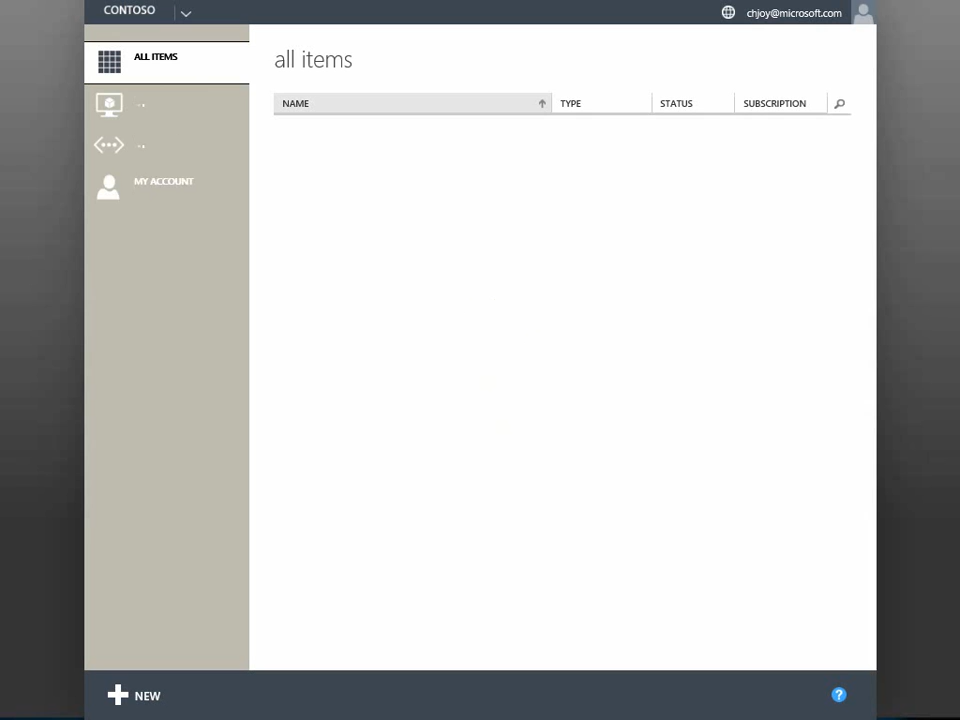 CONTOSO
chjoy@microsoft.com
ALL ITEMS
all items
NAME TYPE STATUS SUBSCRIPTION
MY ACCOUNT
NEW
?